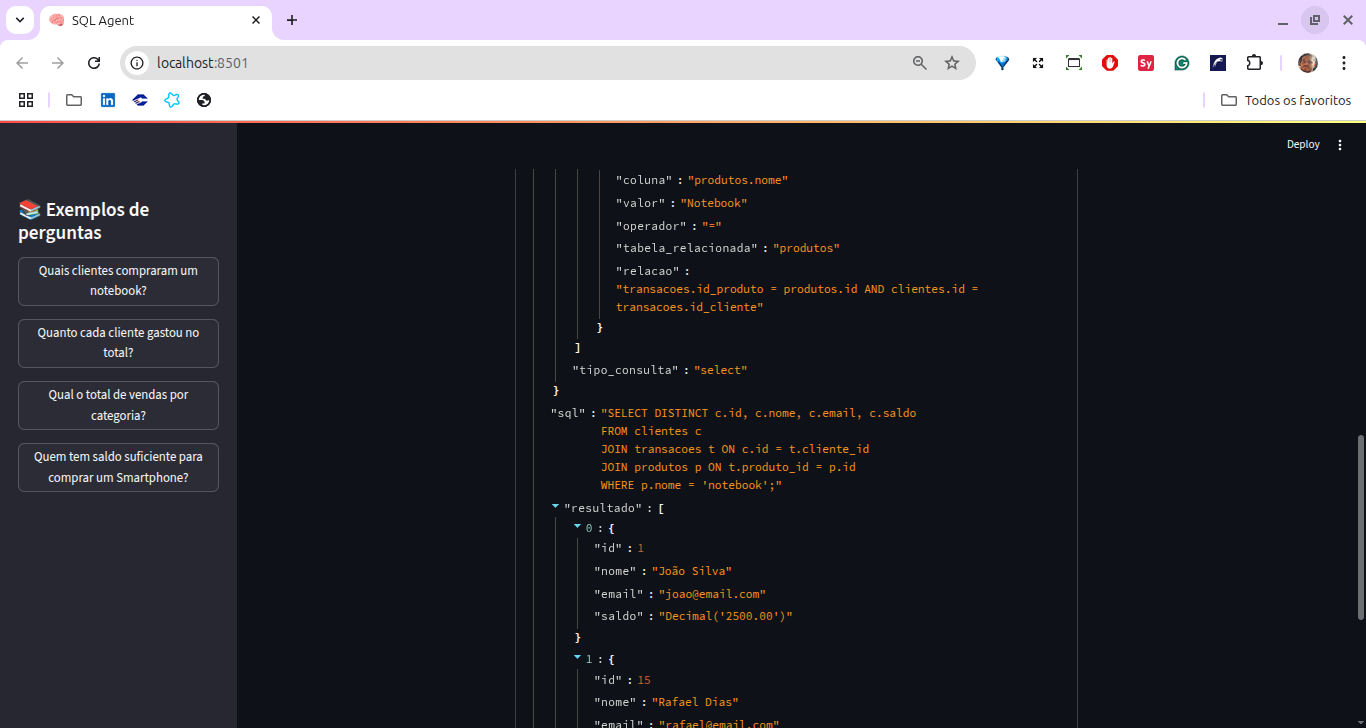 SQL Agent
localhost:8501
Todos os favoritos
Deploy
📚 Exemplos de
perguntas
Quais clientes compraram um
notebook?
Quanto cada cliente gastou no
total?
Qual o total de vendas por
categoria?
Quem tem saldo suficiente para
comprar um Smartphone?
"coluna" : "produtos.nome"
"valor" : "Notebook"
"operador" : "="
"tabela_relacionada" : "produtos"
"relacao" :
"transacoes.id_produto = produtos.id AND clientes.id =
transacoes.id_cliente"
}
]
"tipo_consulta" : "select"
}
"sql" : "SELECT DISTINCT c.id, c.nome, c.email, c.saldo
FROM clientes c
JOIN transacoes t ON c.id = t.cliente_id
JOIN produtos p ON t.produto_id = p.id
WHERE p.nome = 'notebook';"
"resultado" : [
0 : {
"id" : 1
"nome" : "João Silva"
"email" : "joao@email.com"
"saldo" : "Decimal('2500.00')"
}
1 : {
"id" : 15
"nome" : "Rafael Dias"
"email" : "rafael@email.com"